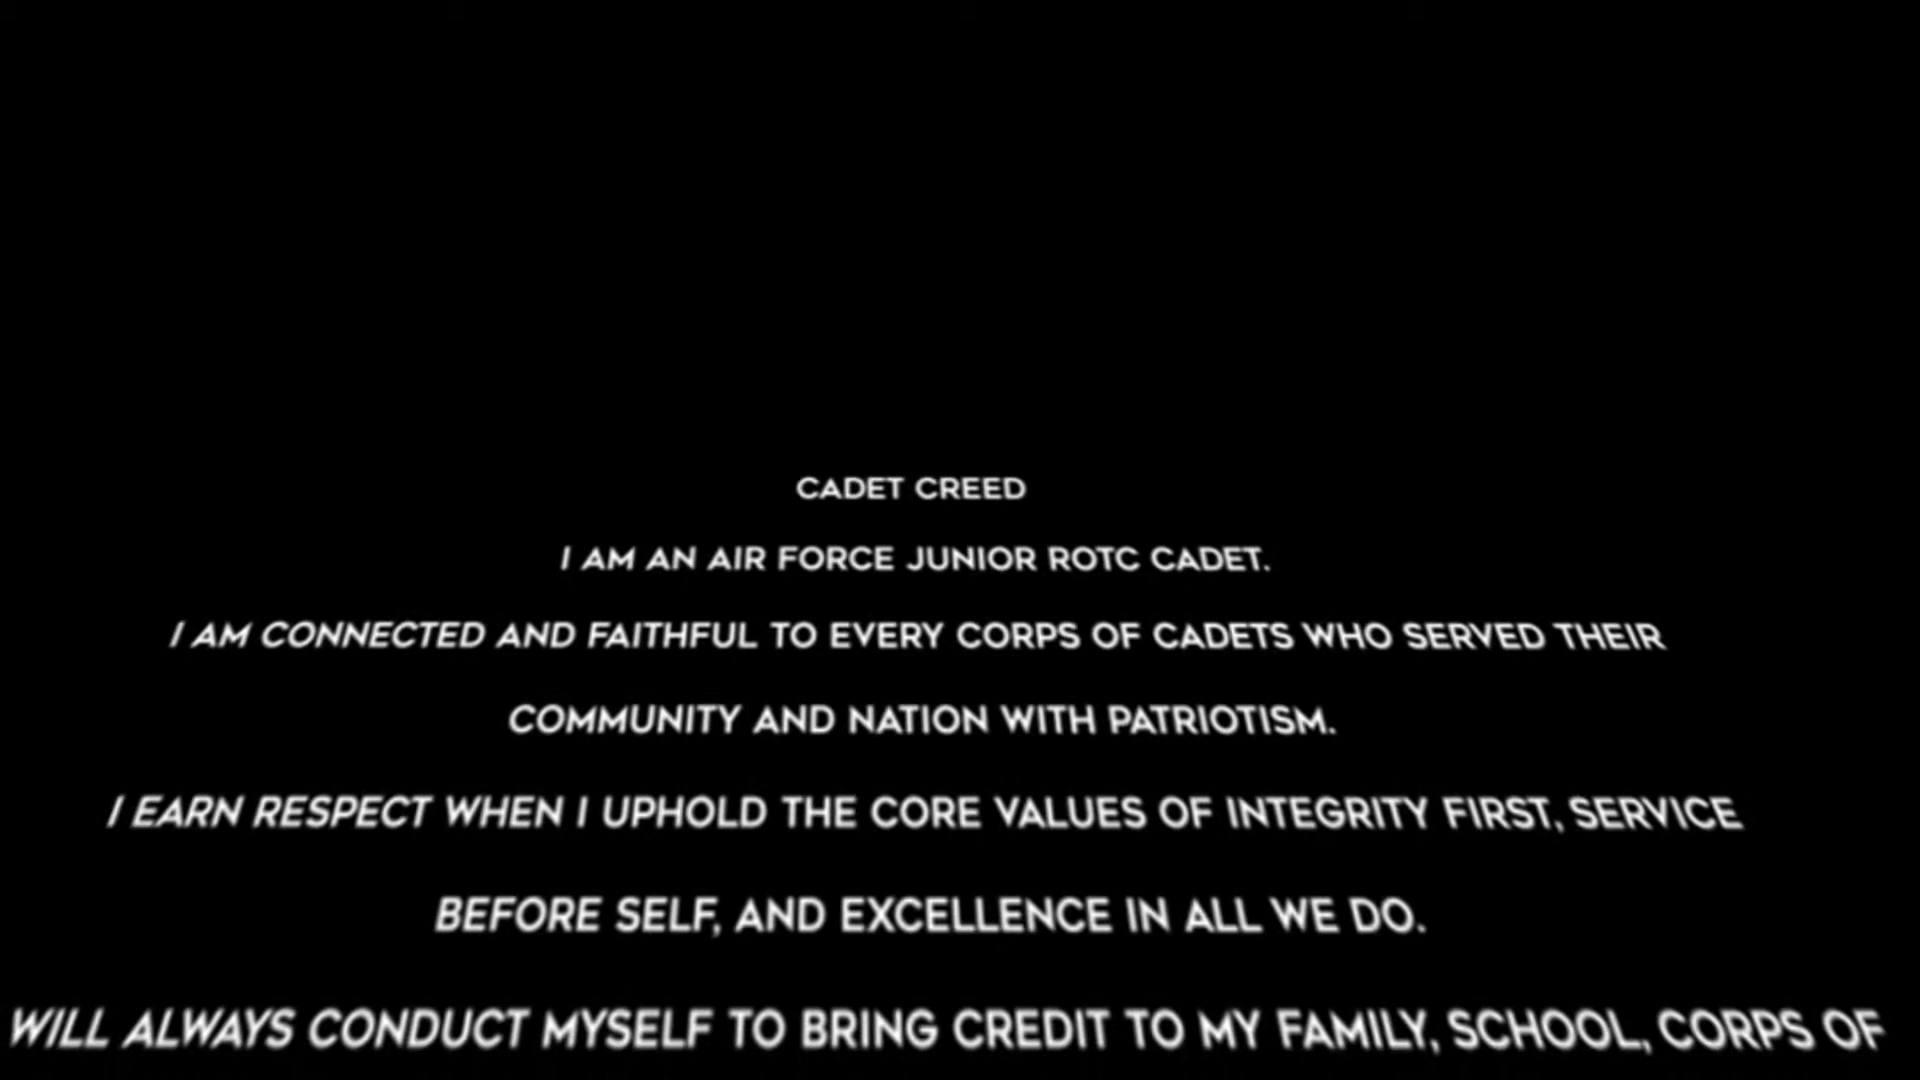 CADET CREED
I AM AN AIR FORCE JUNIOR ROTC CADET.
I AM CONNECTED AND FAITHFUL TO EVERY CORPS OF CADETS WHO SERVED THEIR
COMMUNITY AND NATION WITH PATRIOTISM.
I EARN RESPECT WHEN I UPHOLD THE CORE VALUES OF INTEGRITY FIRST, SERVICE
BEFORE SELF, AND EXCELLENCE IN ALL WE DO.
WILL ALWAYS CONDUCT MYSELF TO BRING CREDIT TO MY FAMILY, SCHOOL, CORPS OF